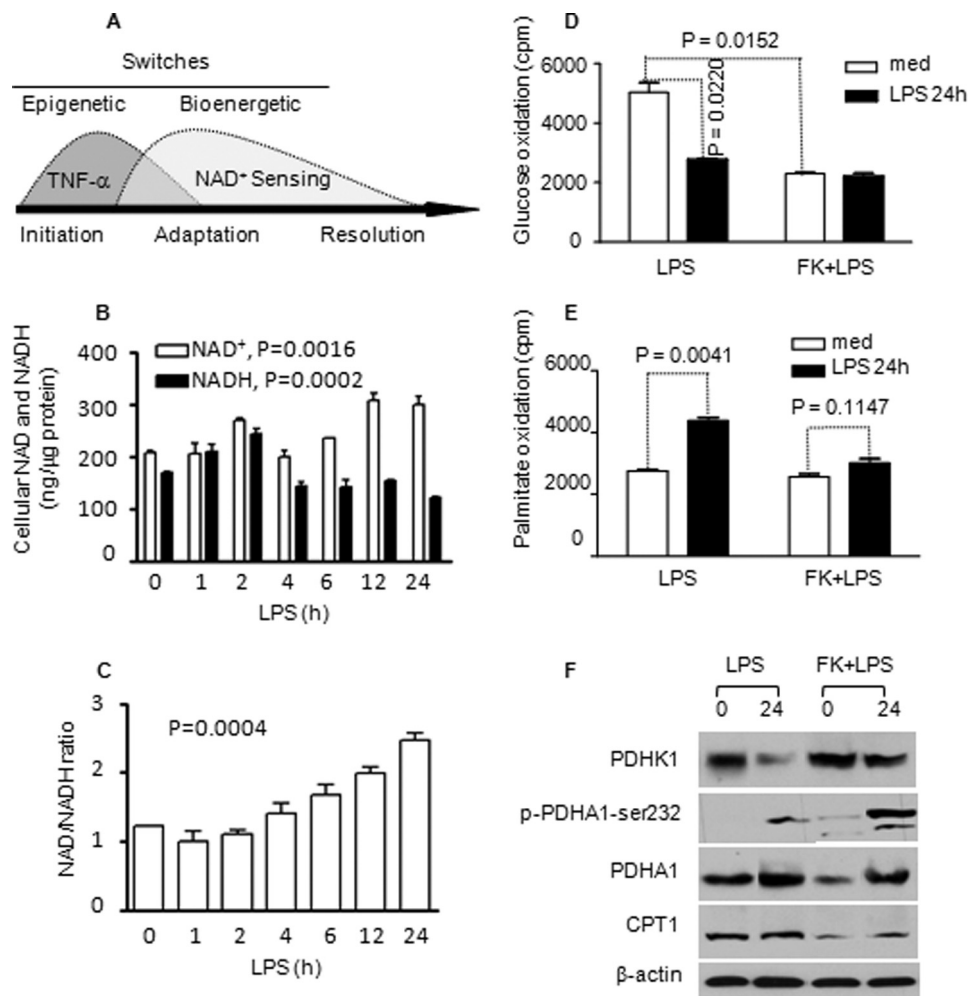 A
Switches
Epigenetic Bioenergetic
TNF-α NAD⁺ Sensing
Initiation Adaptation Resolution
B
Cellular NAD and NADH
(ng/µg protein)
400
300
200
100
0
NAD⁺, P=0.0016
NADH, P=0.0002
0 1 2 4 6 12 24
LPS (h)
C
NAD/NADH ratio
3
2
1
0
P=0.0004
0 1 2 4 6 12 24
LPS (h)
D
Glucose oxidation (cpm)
6000
4000
2000
0
P = 0.0152
P = 0.0220
med
LPS 24h
LPS FK+LPS
E
Palmitate oxidation (cpm)
6000
4000
2000
0
P = 0.0041
P = 0.1147
med
LPS 24h
LPS FK+LPS
F
LPS FK+LPS
0 24 0 24
PDHK1
p-PDHA1-ser232
PDHA1
CPT1
β-actin